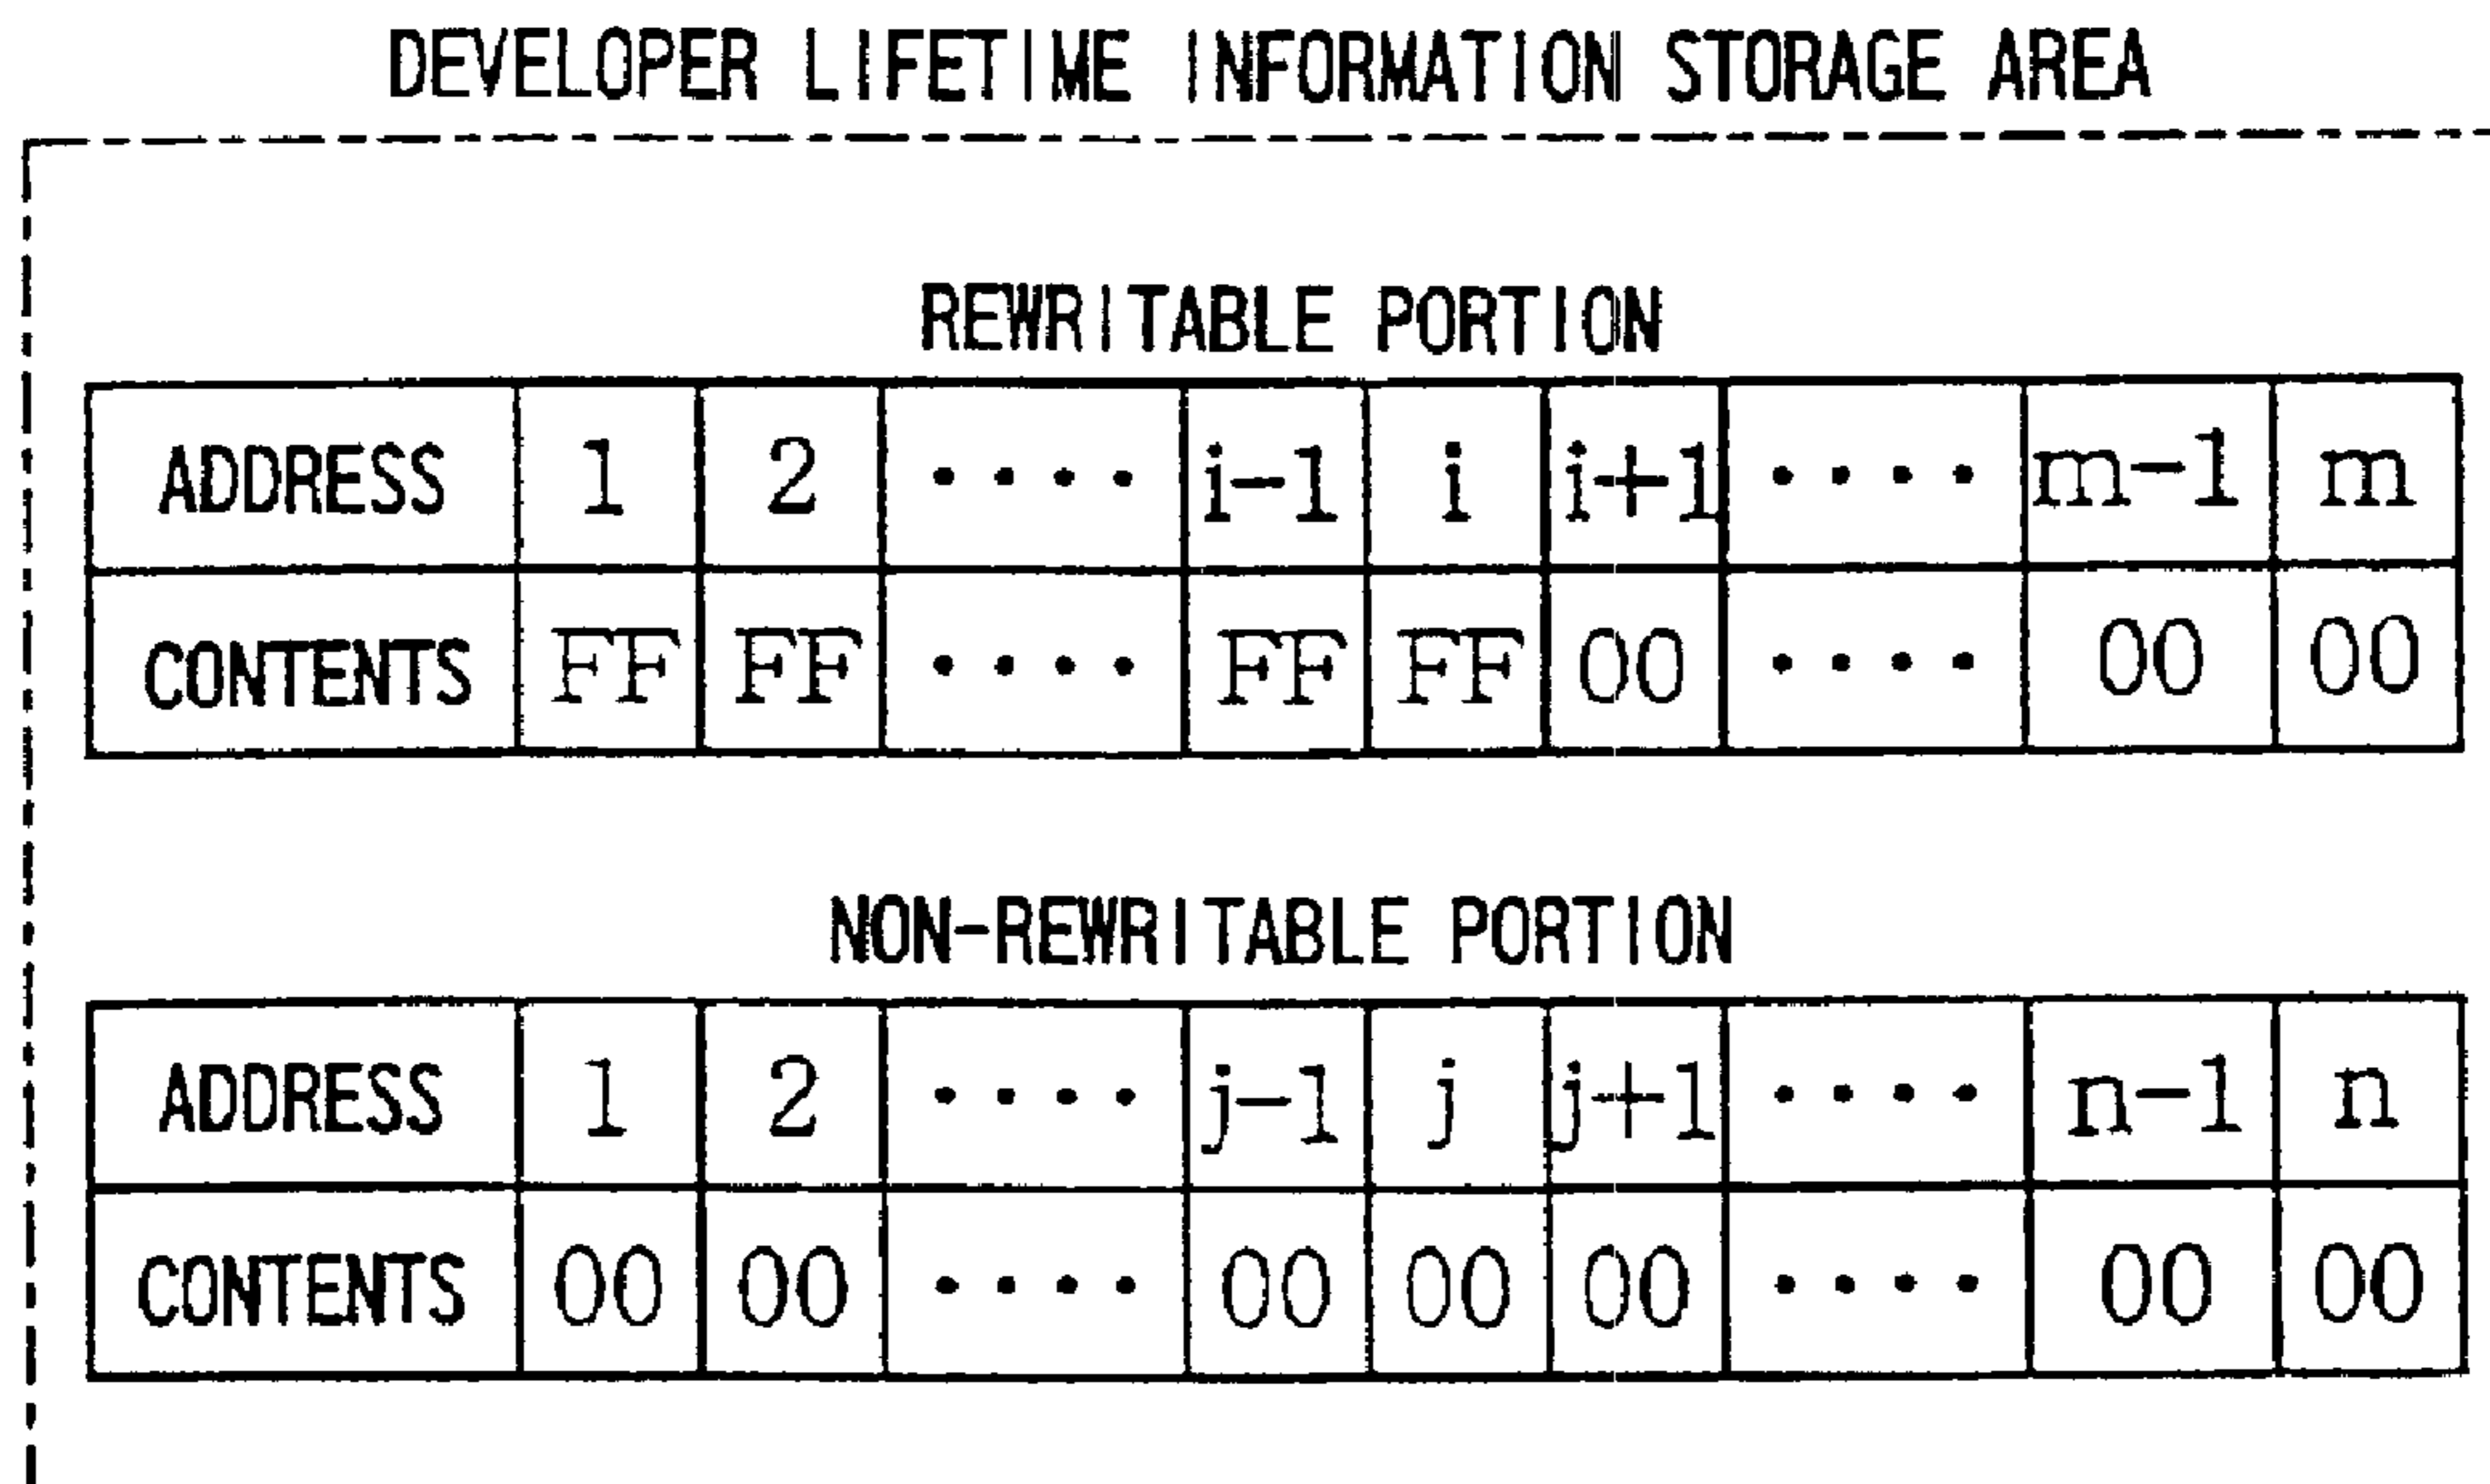 DEVELOPER LIFETIME INFORMATION STORAGE AREA
REWRITABLE PORTION
ADDRESS 1 2 •••• i-1 i i+1 •••• m-1 m
CONTENTS FF FF •••• FF FF 00 •••• 00 00
NON-REWRITABLE PORTION
ADDRESS 1 2 •••• j-1 j j+1 •••• n-1 n
CONTENTS 00 00 •••• 00 00 00 •••• 00 00